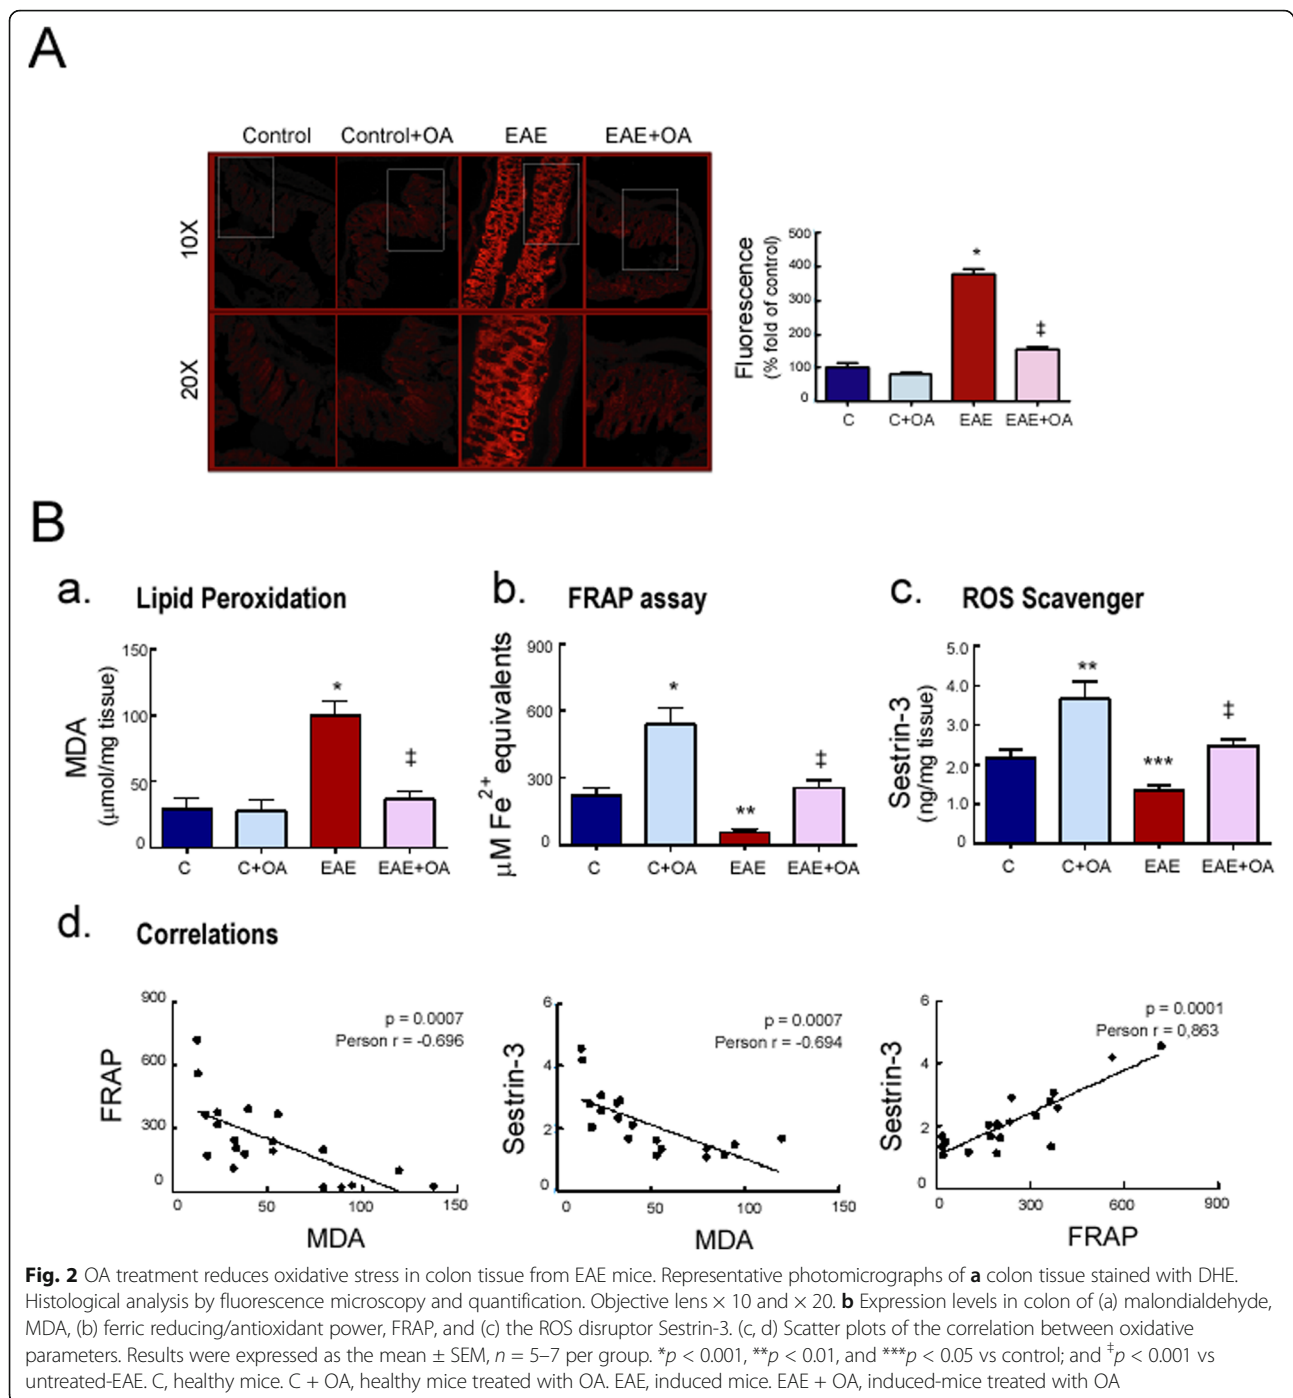 A
Control Control+OA EAE EAE+OA
10X
20X
Fluorescence
(% fold of control)
500
400
300
200
100
0
*
‡
C C+OA EAE EAE+OA
B
a. Lipid Peroxidation
MDA
(μmol/mg tissue)
150
100
50
0
*
‡
C C+OA EAE EAE+OA
b. FRAP assay
μM Fe²⁺ equivalents
900
600
300
0
*
**
‡
C C+OA EAE EAE+OA
c. ROS Scavenger
Sestrin-3
(ng/mg tissue)
5.0
4.0
3.0
2.0
1.0
0
**
***
‡
C C+OA EAE EAE+OA
d. Correlations
FRAP
900
600
300
0
p = 0.0007
Person r = -0.696
0 50 100 150
MDA
Sestrin-3
6
4
2
0
p = 0.0007
Person r = -0.694
0 50 100 150
MDA
Sestrin-3
6
4
2
0
p = 0.0001
Person r = 0,863
0 300 600 900
FRAP
Fig. 2 OA treatment reduces oxidative stress in colon tissue from EAE mice. Representative photomicrographs of a colon tissue stained with DHE.
Histological analysis by fluorescence microscopy and quantification. Objective lens × 10 and × 20. b Expression levels in colon of (a) malondialdehyde,
MDA, (b) ferric reducing/antioxidant power, FRAP, and (c) the ROS disruptor Sestrin-3. (c, d) Scatter plots of the correlation between oxidative
parameters. Results were expressed as the mean ± SEM, n = 5–7 per group. *p < 0.001, **p < 0.01, and ***p < 0.05 vs control; and ‡p < 0.001 vs
untreated-EAE. C, healthy mice. C + OA, healthy mice treated with OA. EAE, induced mice. EAE + OA, induced-mice treated with OA